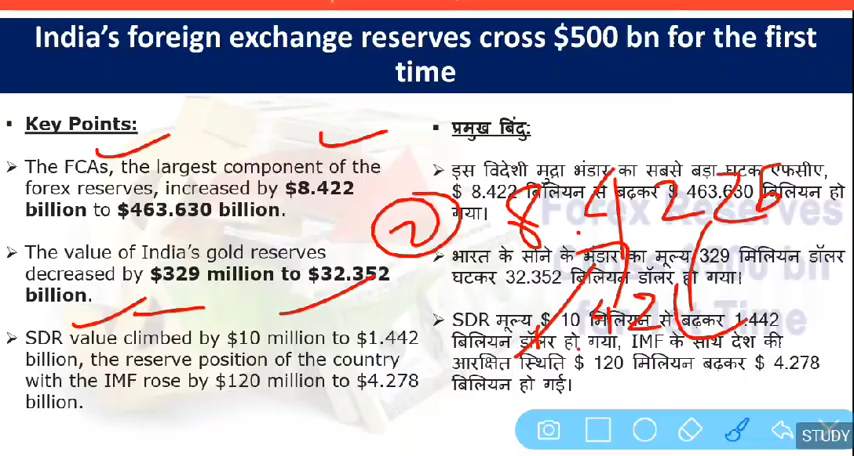 India's foreign exchange reserves cross $500 bn for the first
time
▪ Key Points:
➢ The FCAs, the largest component of the
forex reserves, increased by $8.422
billion to $463.630 billion.
➢ The value of India's gold reserves
decreased by $329 million to $32.352
billion.
➢ SDR value climbed by $10 million to $1.442
billion, the reserve position of the country
with the IMF rose by $120 million to $4.278
billion.
▪ प्रमुख बिंदु:
➢ इस विदेशी मुद्रा भंडार का सबसे बड़ा घटक एफसीए,
$ 8.422 बिलियन से बढ़कर $ 463.630 बिलियन हो
गया।
➢ भारत के सोने के भंडार का मूल्य 329 मिलियन डॉलर
घटकर 32.352 बिलियन डॉलर हो गया।
➢ SDR मूल्य $ 10 मिलियन से बढ़कर 1.442
बिलियन डॉलर हो गया, IMF के साथ देश की
आरक्षित स्थिति $ 120 मिलियन बढ़कर $ 4.278
बिलियन हो गई।
STUDY